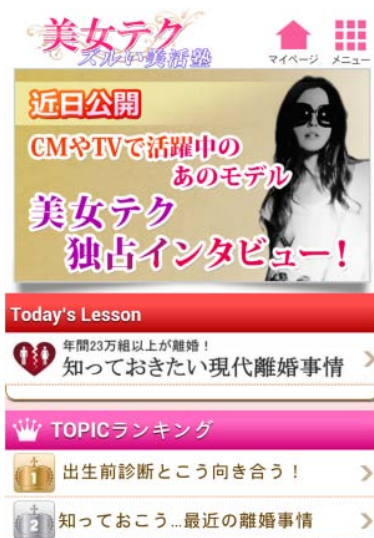 美女テク
ズルい美活塾
マイページ
メニュー
近日公開
CMやTVで活躍中の
あのモデル
美女テク
独占インタビュー！
Today's Lesson
年間23万組以上が離婚！
知っておきたい現代離婚事情
TOPICランキング
1 出生前診断とこう向き合う！
2 知っておこう…最近の離婚事情